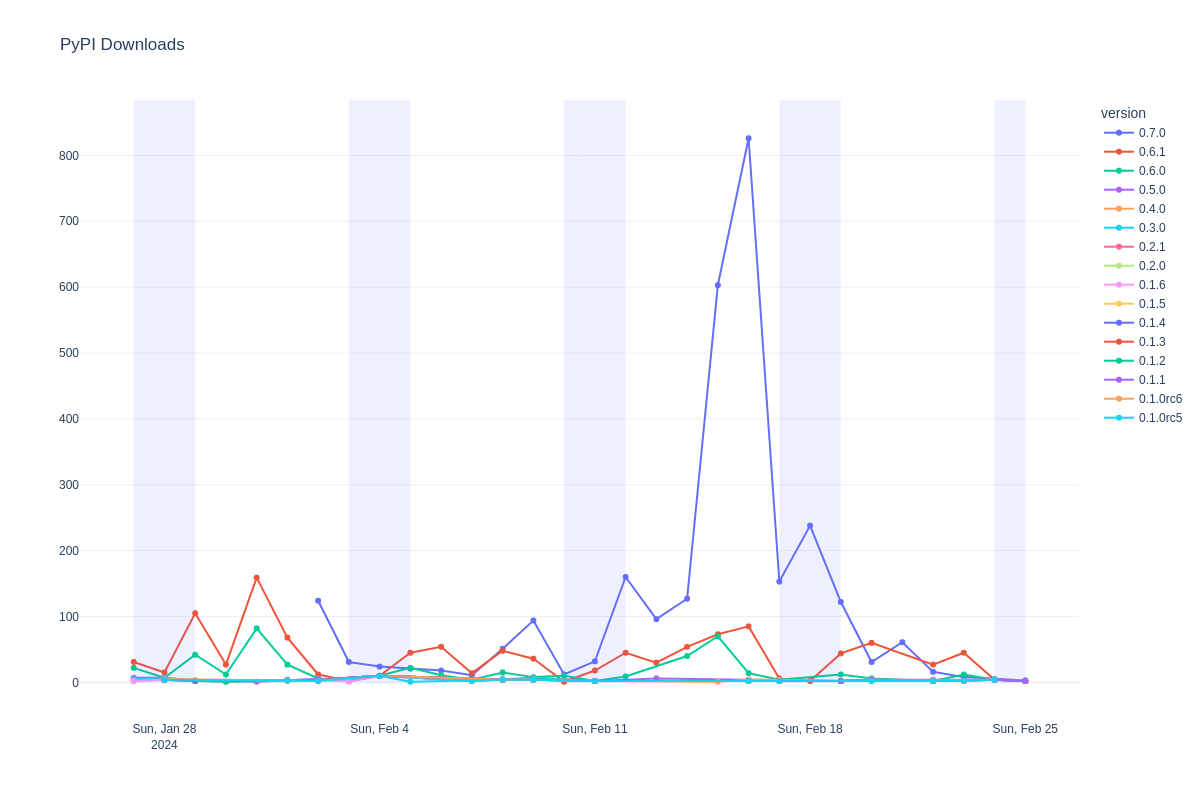 PyPI Downloads
800
700
600
500
400
300
200
100
0
Sun, Jan 28
2024
Sun, Feb 4
Sun, Feb 11
Sun, Feb 18
Sun, Feb 25
version
0.7.0
0.6.1
0.6.0
0.5.0
0.4.0
0.3.0
0.2.1
0.2.0
0.1.6
0.1.5
0.1.4
0.1.3
0.1.2
0.1.1
0.1.0rc6
0.1.0rc5